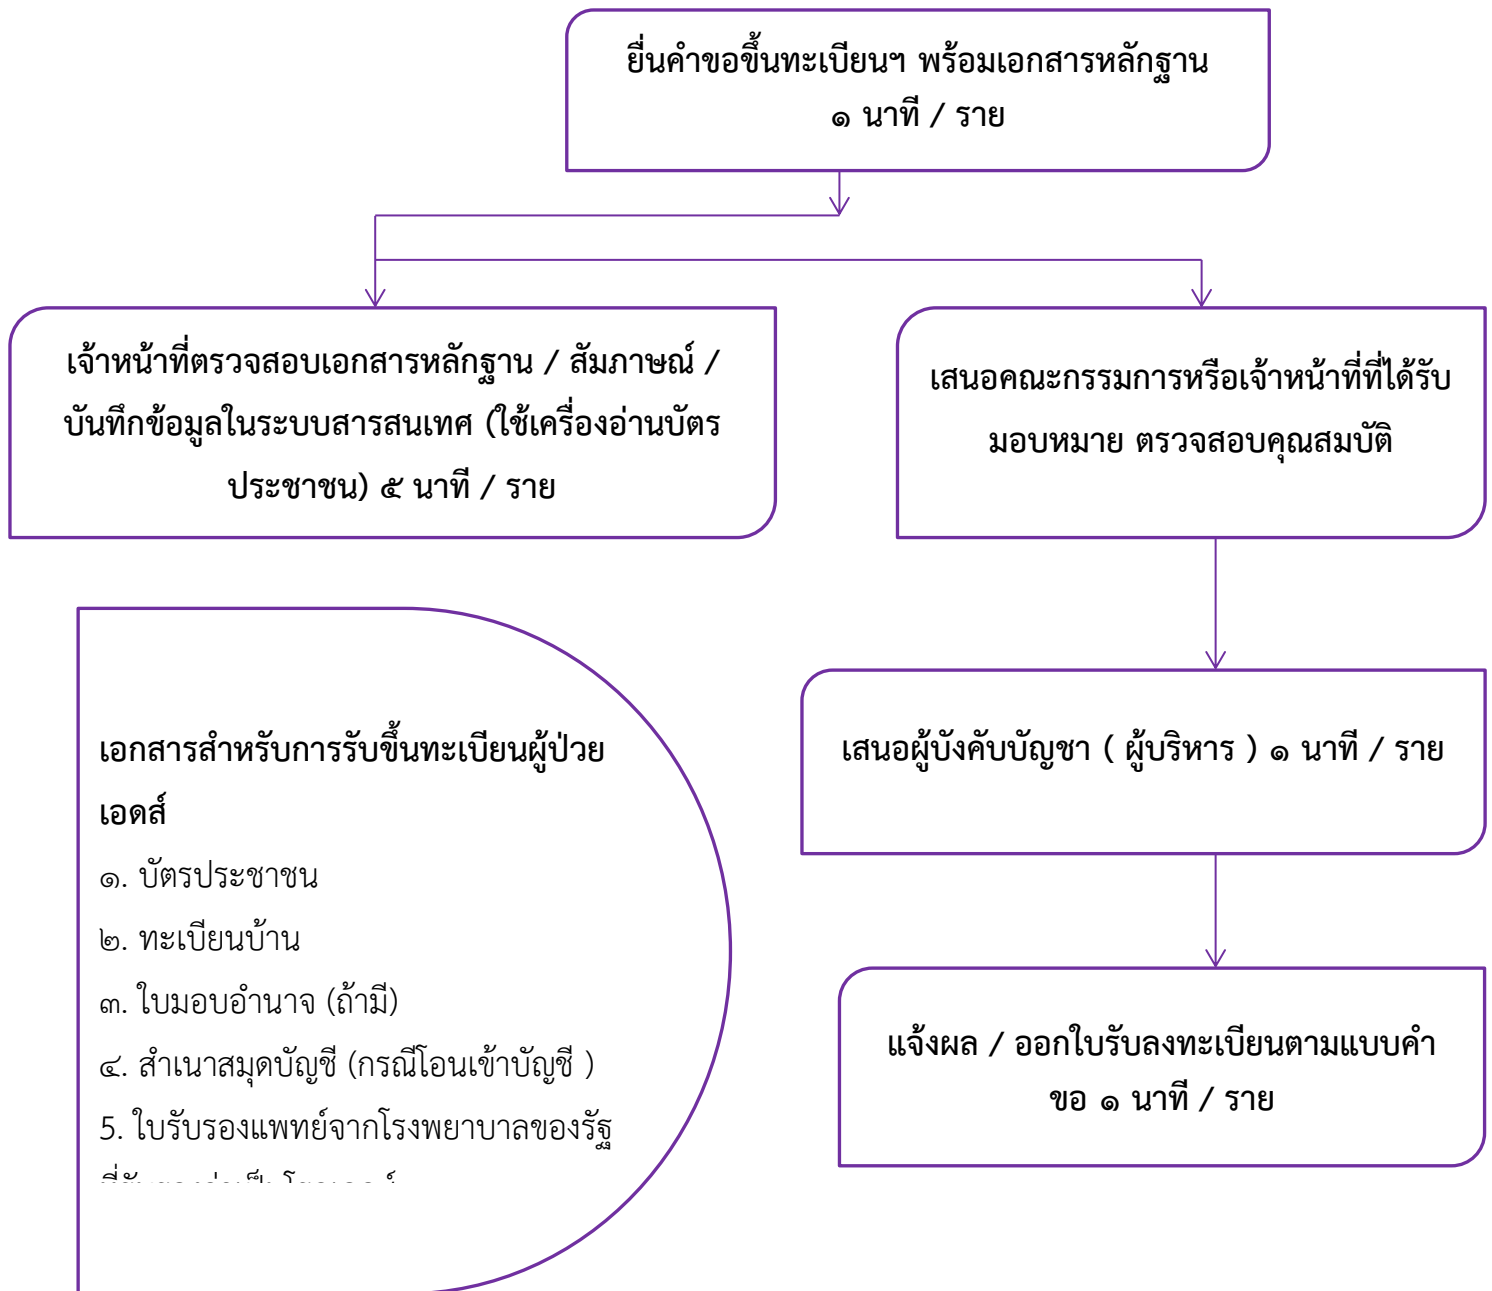 ยื่นคำขอขึ้นทะเบียนฯ พร้อมเอกสารหลักฐาน
๑ นาที / ราย
เจ้าหน้าที่ตรวจสอบเอกสารหลักฐาน / สัมภาษณ์ /
บันทึกข้อมูลในระบบสารสนเทศ (ใช้เครื่องอ่านบัตร
ประชาชน) ๕ นาที / ราย
เสนอคณะกรรมการหรือเจ้าหน้าที่ที่ได้รับ
มอบหมาย ตรวจสอบคุณสมบัติ
เสนอผู้บังคับบัญชา ( ผู้บริหาร ) ๑ นาที / ราย
แจ้งผล / ออกใบรับลงทะเบียนตามแบบคำ
ขอ ๑ นาที / ราย
เอกสารสำหรับการรับขึ้นทะเบียนผู้ป่วย
เอดส์
๑. บัตรประชาชน
๒. ทะเบียนบ้าน
๓. ใบมอบอำนาจ (ถ้ามี)
๔. สำเนาสมุดบัญชี (กรณีโอนเข้าบัญชี )
5. ใบรับรองแพทย์จากโรงพยาบาลของรัฐ